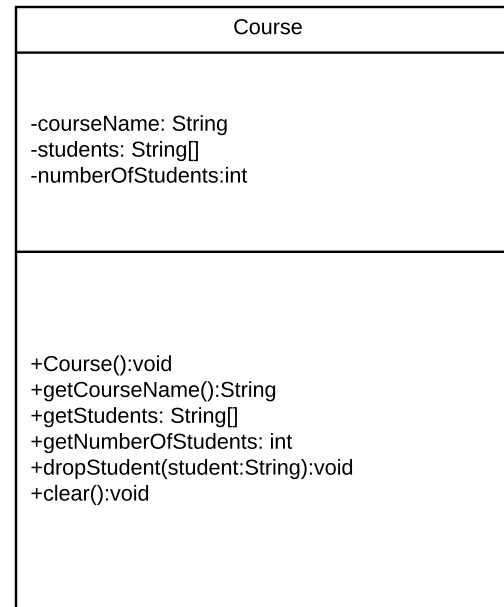 Course
-courseName: String
-students: String[]
-numberOfStudents:int
+Course():void
+getCourseName():String
+getStudents: String[]
+getNumberOfStudents: int
+dropStudent(student:String):void
+clear():void